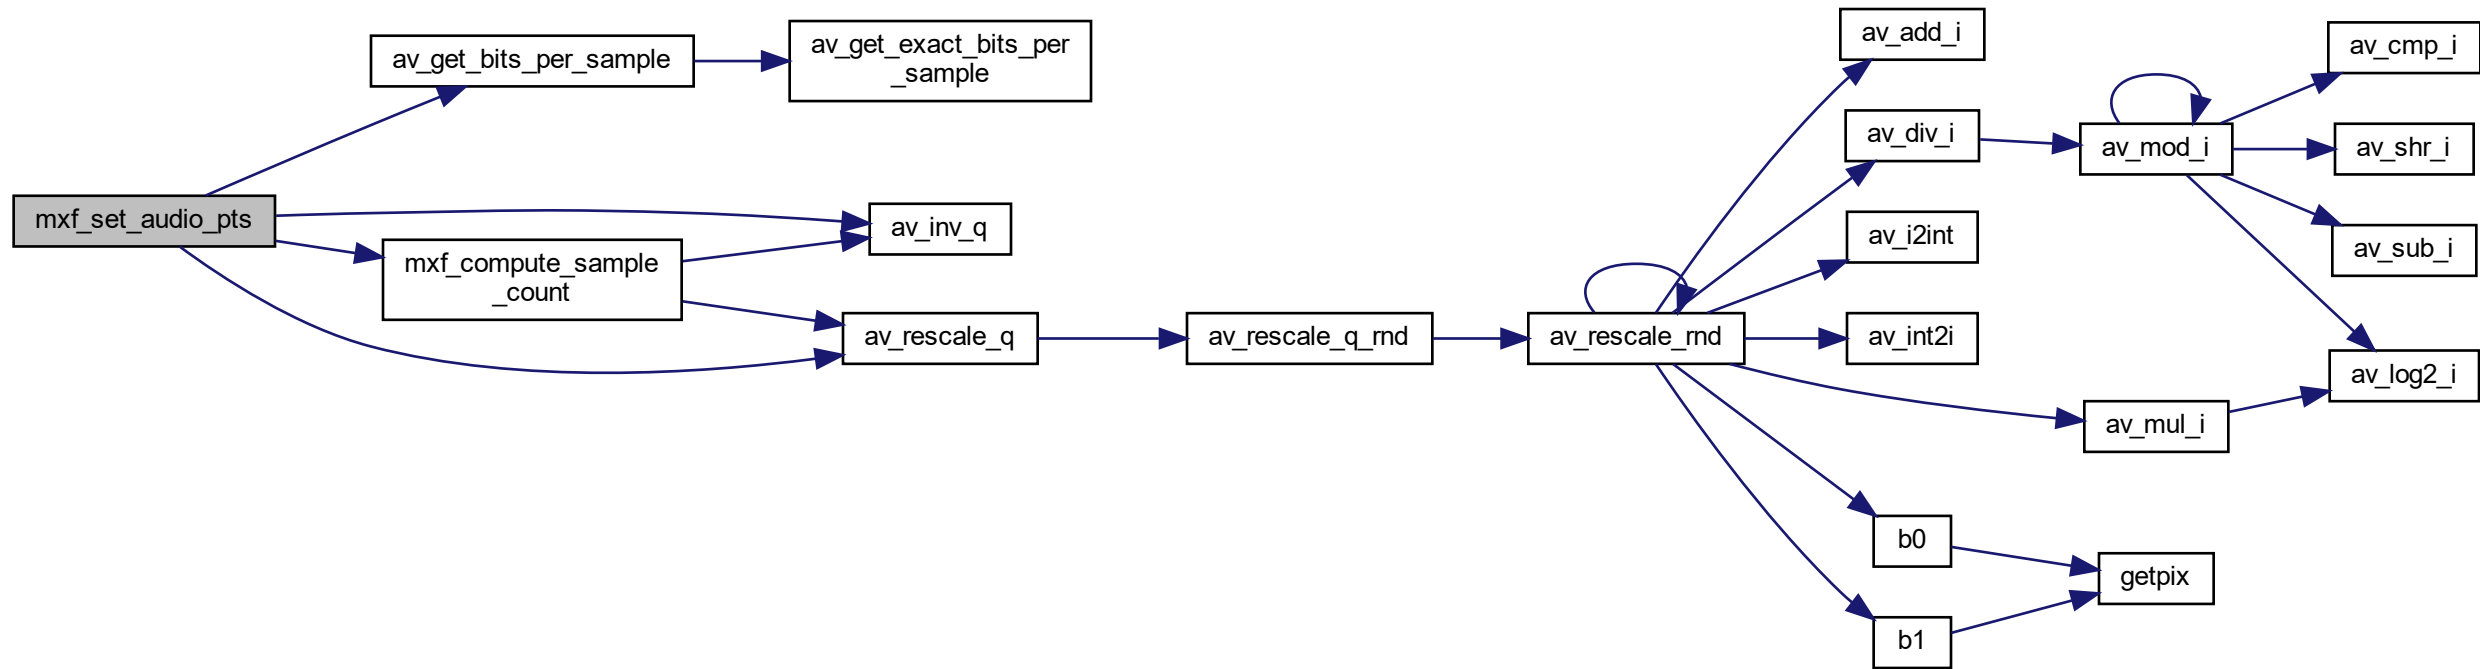 mxf_set_audio_pts
av_get_bits_per_sample
av_get_exact_bits_per
_sample
av_inv_q
mxf_compute_sample
_count
av_rescale_q
av_rescale_q_rnd
av_rescale_rnd
av_add_i
av_div_i
av_i2int
av_int2i
av_mul_i
b0
b1
getpix
av_mod_i
av_cmp_i
av_shr_i
av_sub_i
av_log2_i